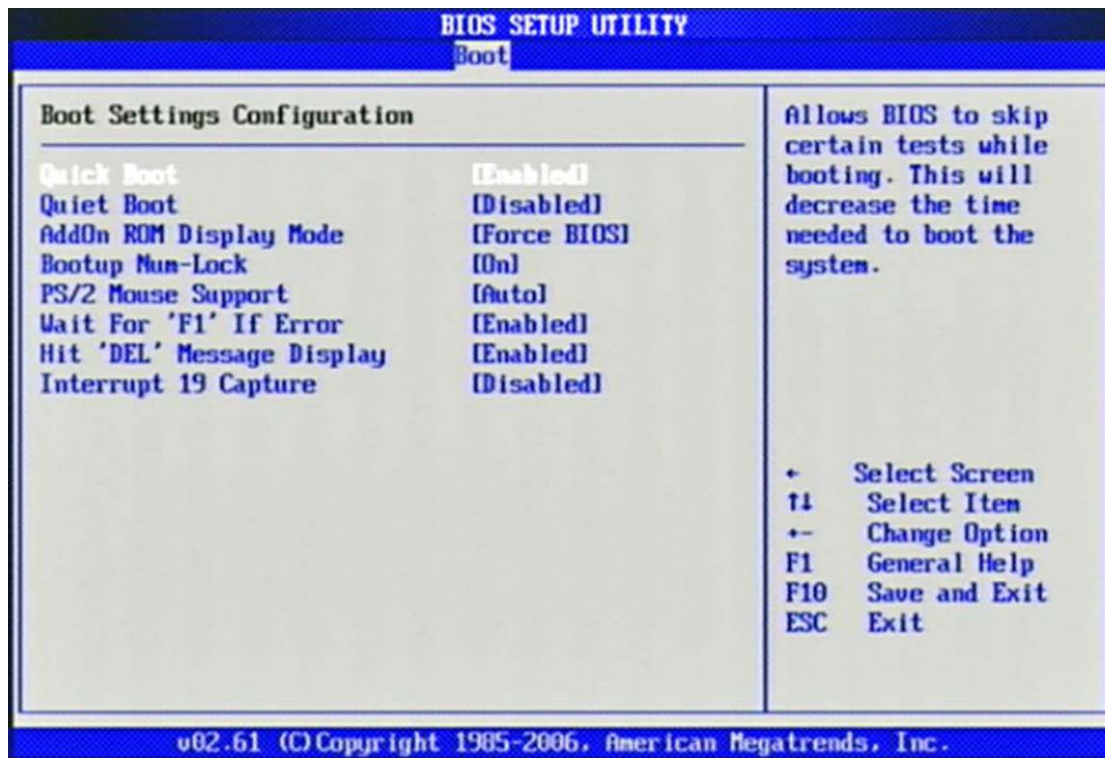 BIOS SETUP UTILITY
Boot
Boot Settings Configuration
Quick Boot [Enabled]
Quiet Boot [Disabled]
AddOn ROM Display Mode [Force BIOS]
Bootup Num-Lock [On]
PS/2 Mouse Support [Auto]
Wait For 'F1' If Error [Enabled]
Hit 'DEL' Message Display [Enabled]
Interrupt 19 Capture [Disabled]
Allows BIOS to skip
certain tests while
booting. This will
decrease the time
needed to boot the
system.
← Select Screen
↑↓ Select Item
+- Change Option
F1 General Help
F10 Save and Exit
ESC Exit
v02.61 (C)Copyright 1985-2006, American Megatrends, Inc.